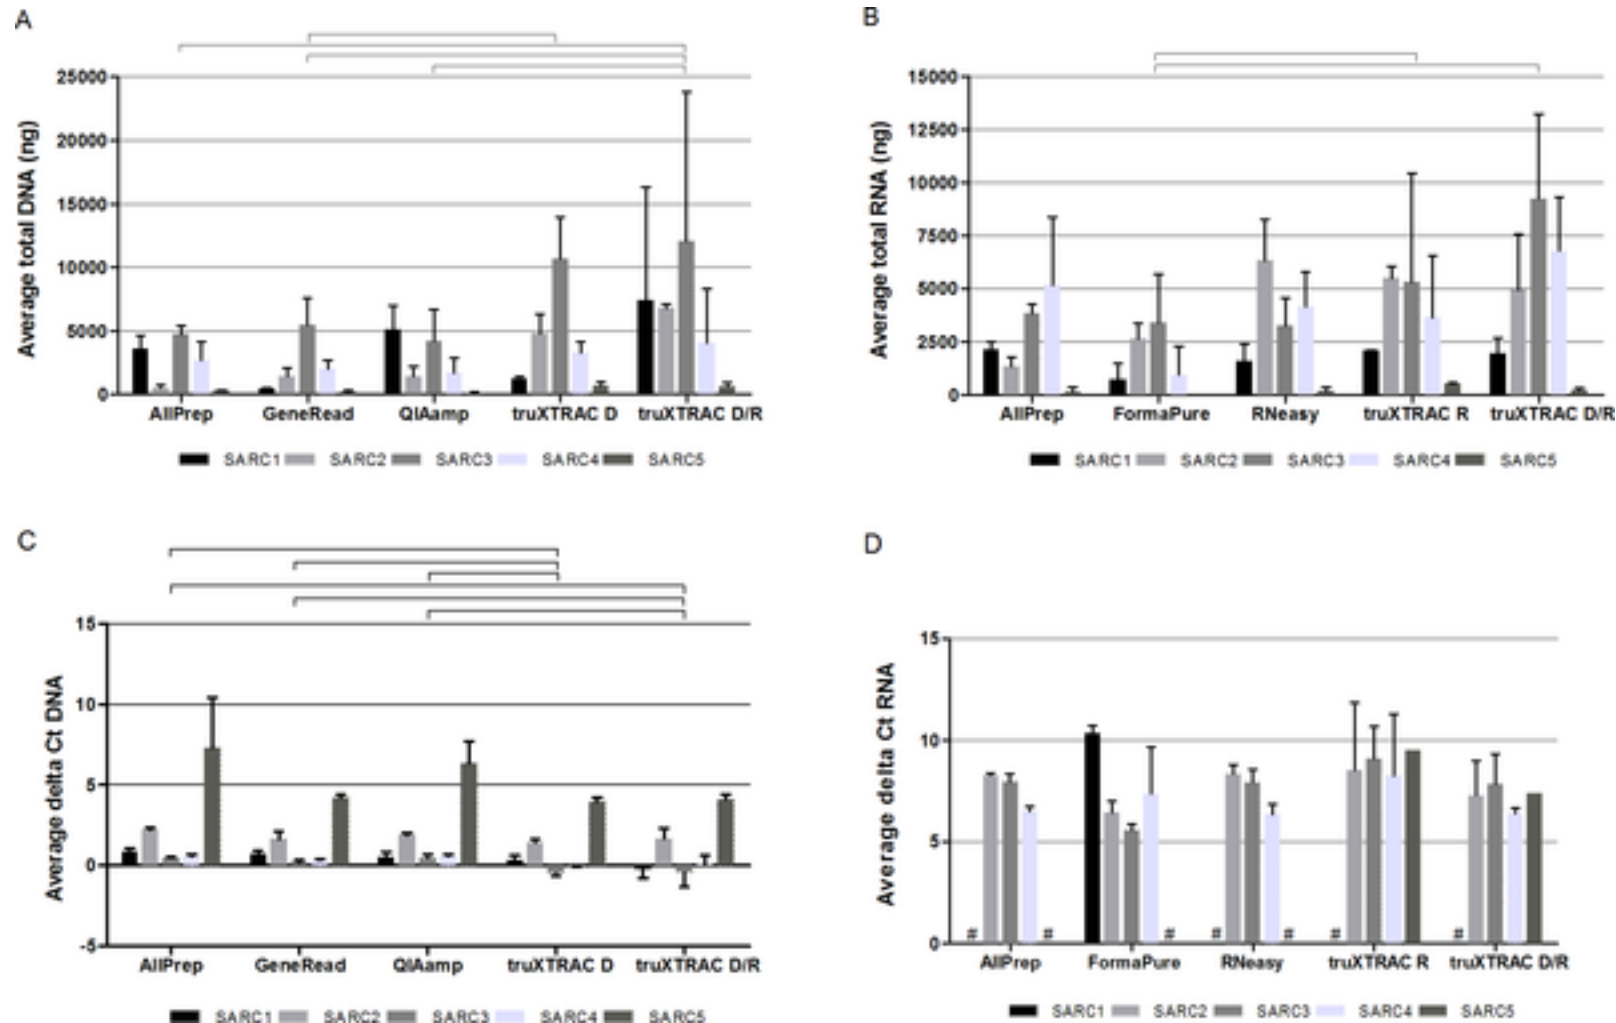 A
Average total DNA (ng)
25000
20000
15000
10000
5000
0
AllPrep GeneRead QIAamp truXTRAC D truXTRAC D/R
SARC1 SARC2 SARC3 SARC4 SARC5
B
Average total RNA (ng)
15000
12500
10000
7500
5000
2500
0
AllPrep FormaPure RNeasy truXTRAC R truXTRAC D/R
SARC1 SARC2 SARC3 SARC4 SARC5
C
Average delta Ct DNA
15
10
5
0
-5
AllPrep GeneRead QIAamp truXTRAC D truXTRAC D/R
SARC1 SARC2 SARC3 SARC4 SARC5
D
Average delta Ct RNA
15
10
5
0
# # # # # # # # #
AllPrep FormaPure RNeasy truXTRAC R truXTRAC D/R
SARC1 SARC2 SARC3 SARC4 SARC5